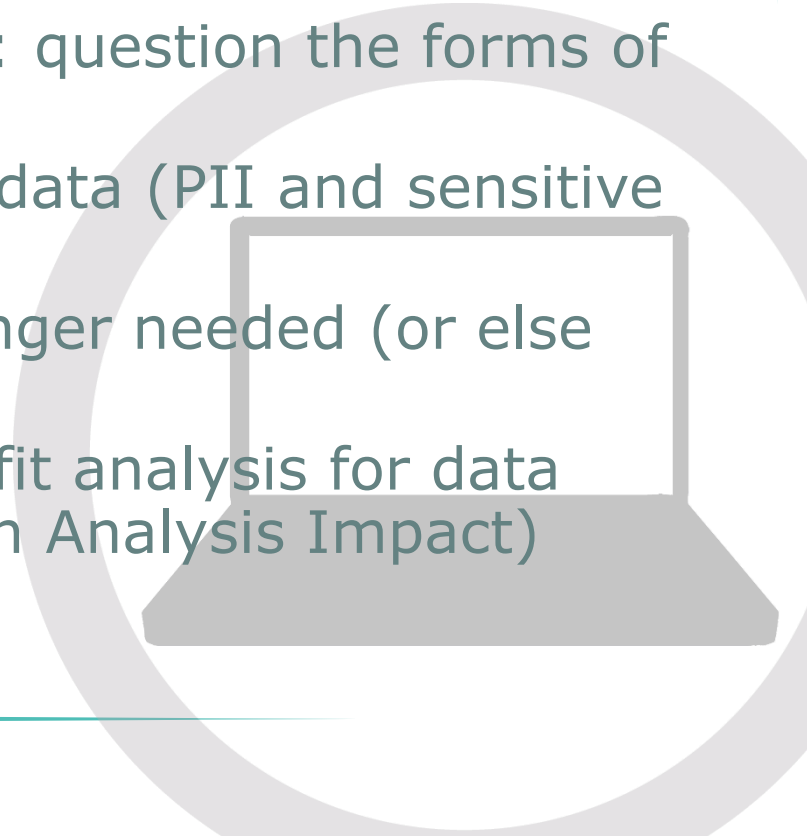 : question the forms of
data (PII and sensitive
nger needed (or else
fit analysis for data
n Analysis Impact)